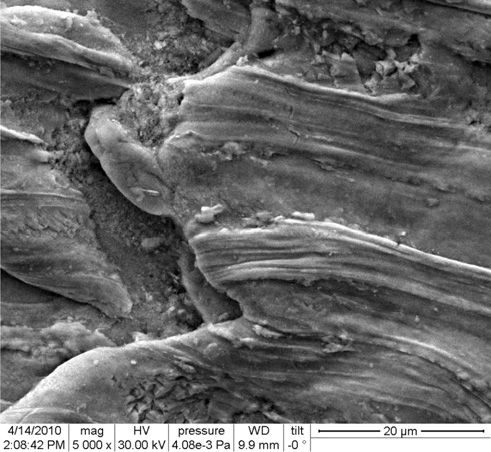 4/14/2010 mag HV pressure WD tilt
2:08:42 PM 5 000 x 30.00 kV 4.08e-3 Pa 9.9 mm -0 ° 20 µm